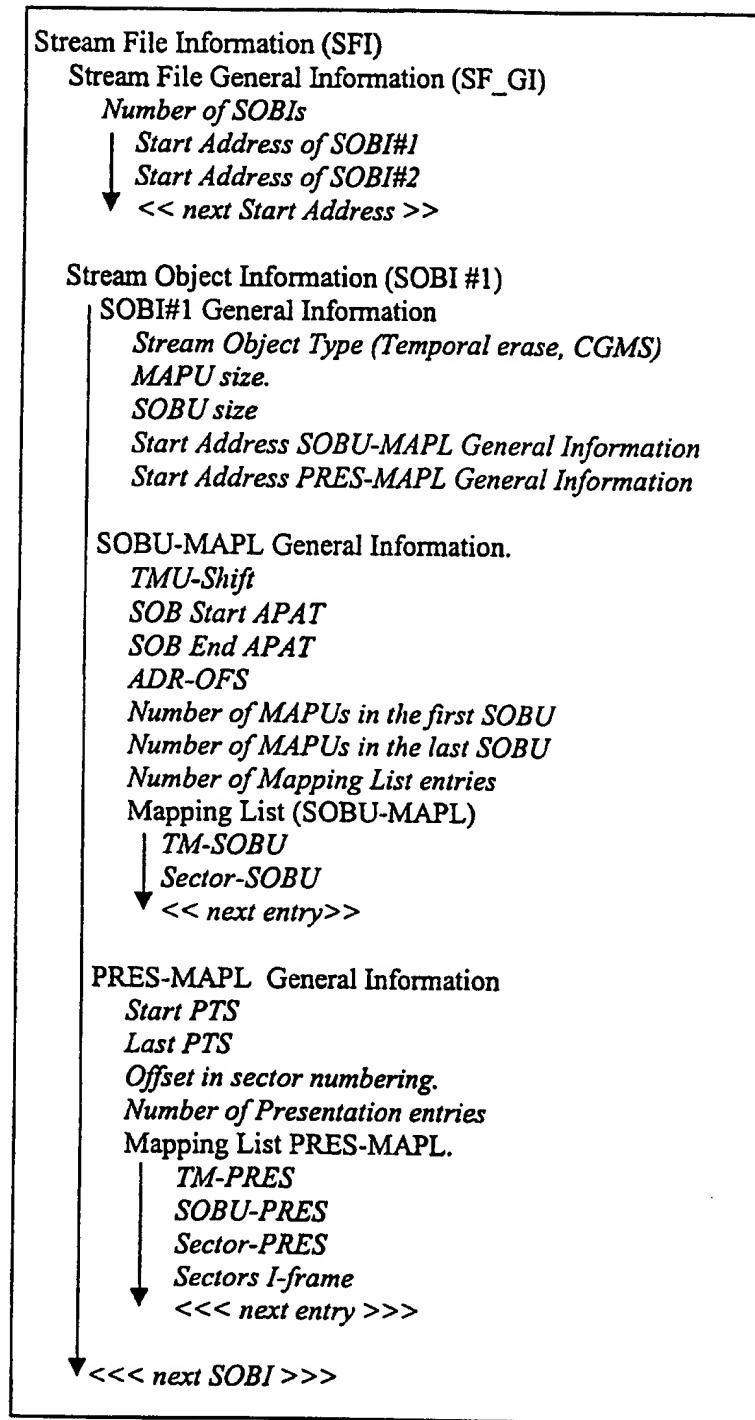 Stream File Information (SFI)
Stream File General Information (SF_GI)
Number of SOBIs
Start Address of SOBI#1
Start Address of SOBI#2
<< next Start Address >>
Stream Object Information (SOBI #1)
SOBI#1 General Information
Stream Object Type (Temporal erase, CGMS)
MAPU size.
SOBU size
Start Address SOBU-MAPL General Information
Start Address PRES-MAPL General Information
SOBU-MAPL General Information.
TMU-Shift
SOB Start APAT
SOB End APAT
ADR-OFS
Number of MAPUs in the first SOBU
Number of MAPUs in the last SOBU
Number of Mapping List entries
Mapping List (SOBU-MAPL)
TM-SOBU
Sector-SOBU
<< next entry>>
PRES-MAPL General Information
Start PTS
Last PTS
Offset in sector numbering.
Number of Presentation entries
Mapping List PRES-MAPL.
TM-PRES
SOBU-PRES
Sector-PRES
Sectors I-frame
<<< next entry >>>
<<< next SOBI >>>